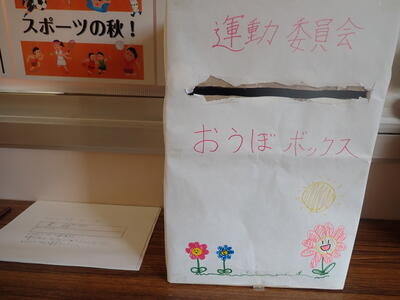 スポーツの秋！
運動委員会
おうぼボックス